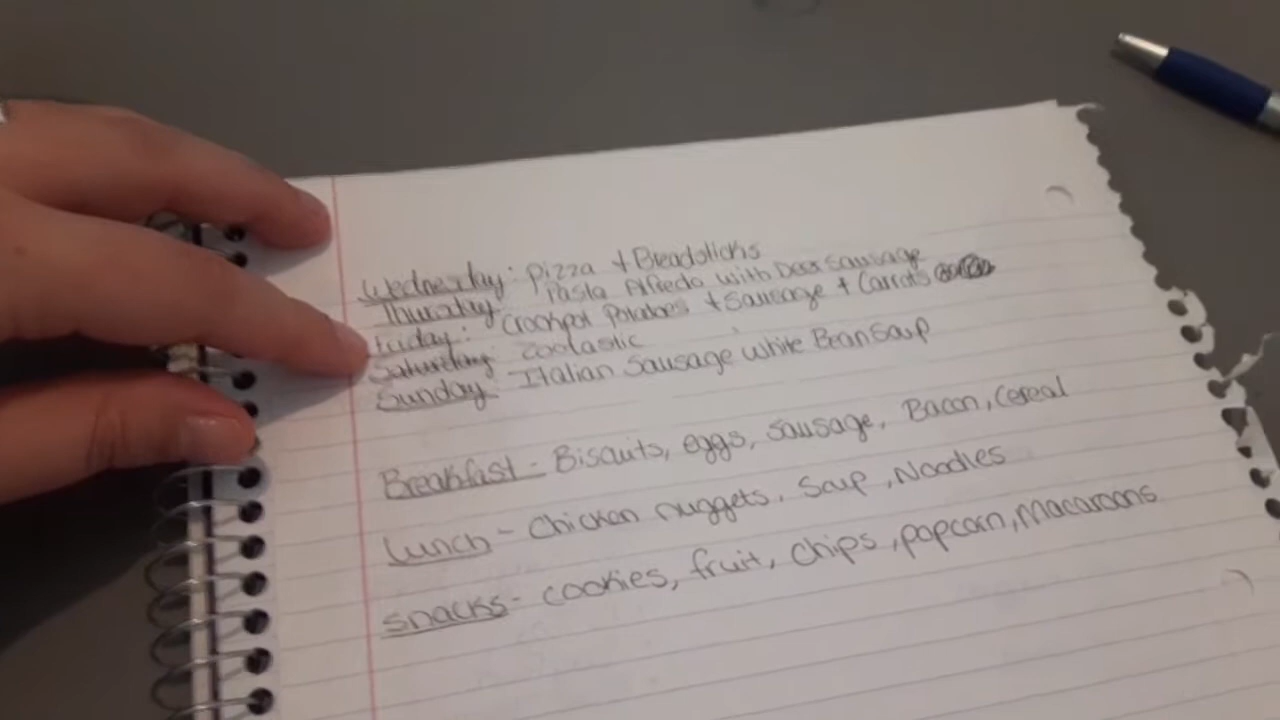 Wednesday: Pizza + Breadsticks
Thursday: Pasta Alfredo with Deer Sausage
Friday: Crockpot Potatoes + Sausage + Carrots
Saturday: Zoolastic
Sunday: Italian Sausage White Bean Soup
Breakfast - Biscuits, eggs, sausage, Bacon, Cereal
Lunch - Chicken nuggets, Soup, Noodles
snacks - cookies, fruit, chips, popcorn, Macaroons